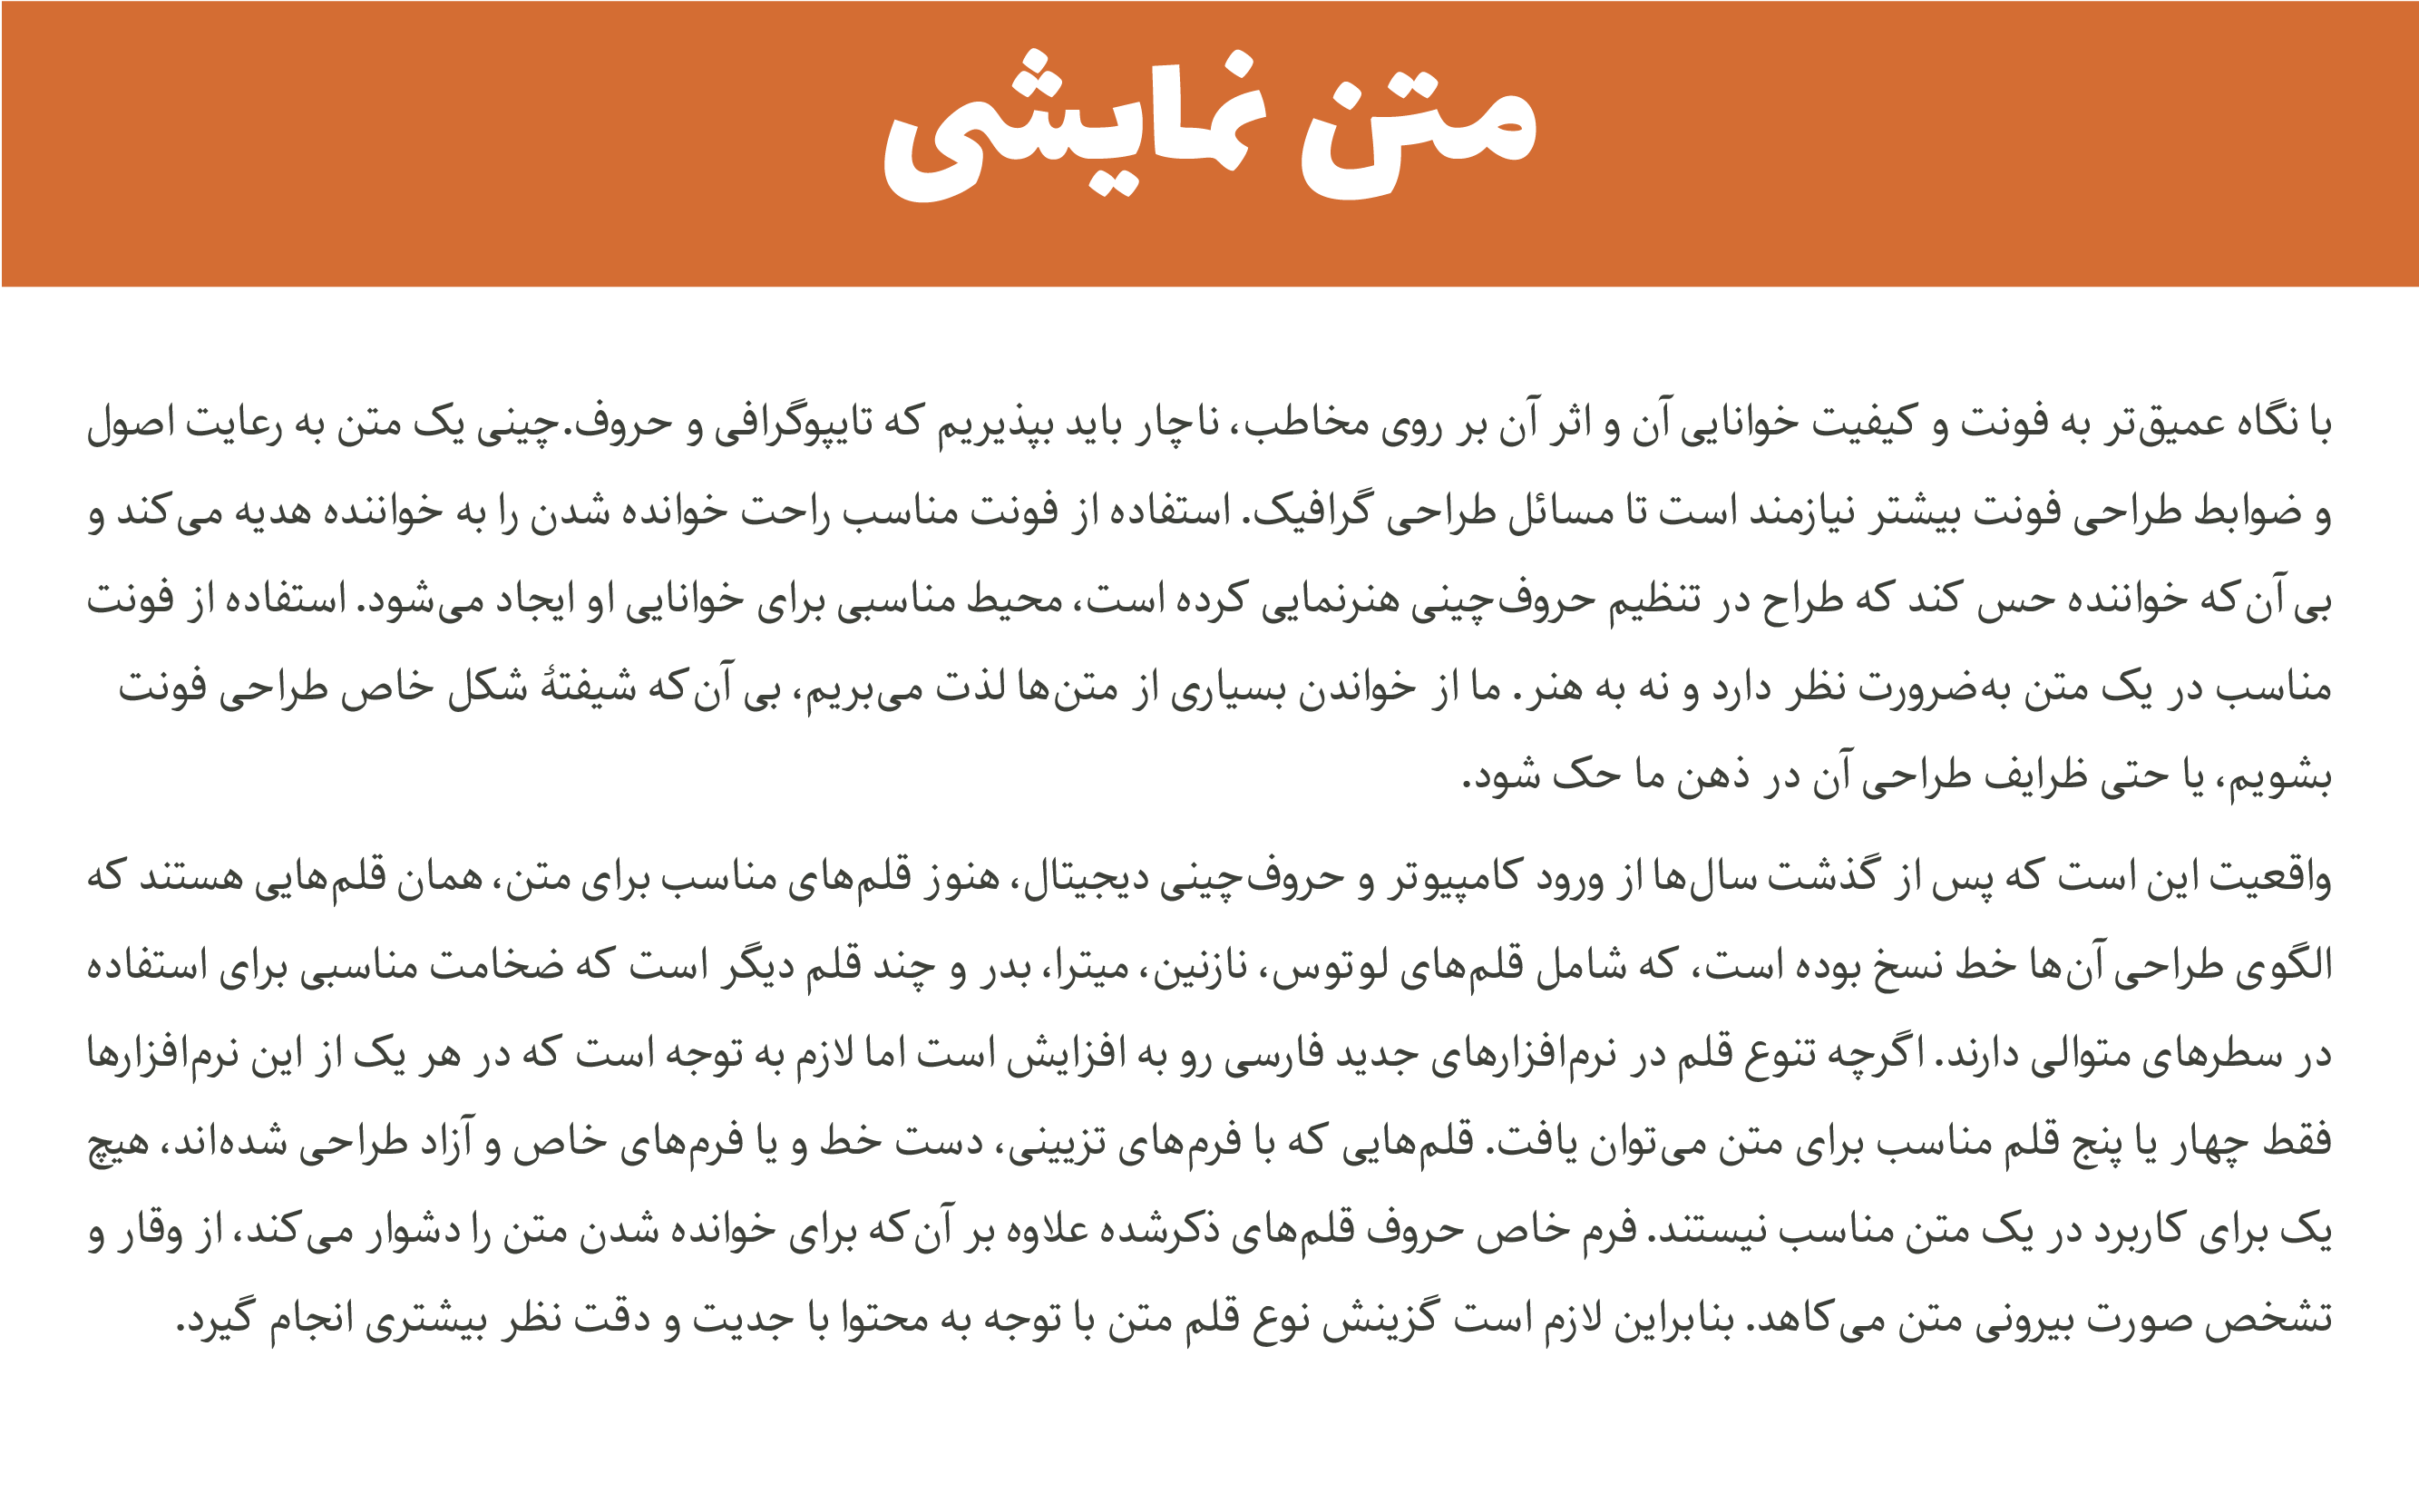 متن نمایشی
با نگاه عمیق‌تر به فونت و کیفیت خوانایی آن و اثر آن بر روی مخاطب، ناچار باید بپذیریم که تایپوگرافی و حروف.چینی یک متن به رعایت اصول
و ضوابط طراحی فونت بیشتر نیازمند است تا مسائل طراحی گرافیک. استفاده از فونت مناسب راحت خوانده شدن را به خواننده هدیه می‌کند و
بی‌آن‌که خواننده حس کند که طراح در تنظیم حروف‌چینی هنرنمایی کرده است، محیط مناسبی برای خوانایی او ایجاد می‌شود. استفاده از فونت
مناسب در یک متن به‌ضرورت نظر دارد و نه به هنر. ما از خواندن بسیاری از متن‌ها لذت می‌بریم، بی آن‌که شیفتهٔ شکل خاص طراحی فونت
بشویم، یا حتی ظرایف طراحی آن در ذهن ما حک شود.
واقعیت این است که پس از گذشت سال‌ها از ورود کامپیوتر و حروف‌چینی دیجیتال، هنوز قلم‌های مناسب برای متن، همان قلم‌هایی هستند که
الگوی طراحی آن‌ها خط نسخ بوده است، که شامل قلم‌های لوتوس، نازنین، میترا، بدر و چند قلم دیگر است که ضخامت مناسبی برای استفاده
در سطرهای متوالی دارند. اگرچه تنوع قلم در نرم‌افزارهای جدید فارسی رو به افزایش است اما لازم به توجه است که در هر یک از این نرم‌افزارها
فقط چهار یا پنج قلم مناسب برای متن می‌توان یافت. قلم‌هایی که با فرم‌های تزیینی، دست خط و یا فرم‌های خاص و آزاد طراحی شده‌اند، هیچ
یک برای کاربرد در یک متن مناسب نیستند. فرم خاص حروف قلم‌های ذکرشده علاوه بر آن‌که برای خوانده شدن متن را دشوار می‌کند، از وقار و
تشخص صورت بیرونی متن می‌کاهد. بنابراین لازم است گزینش نوع قلم متن با توجه به محتوا با جدیت و دقت نظر بیشتری انجام گیرد.